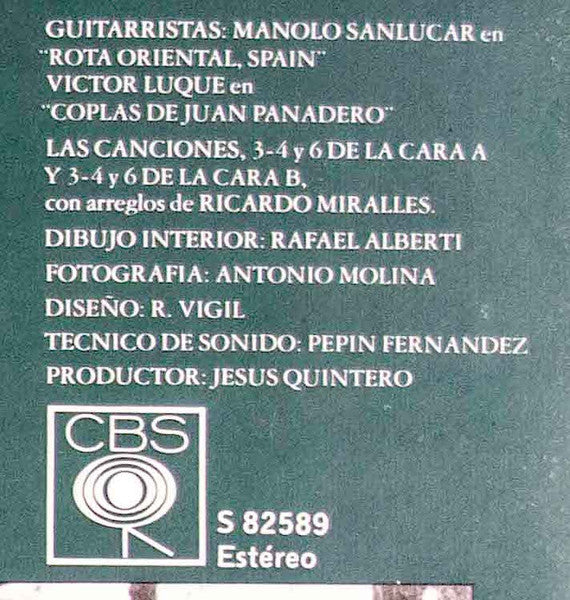 GUITARRISTAS: MANOLO SANLUCAR en
"ROTA ORIENTAL, SPAIN"
VICTOR LUQUE en
"COPLAS DE JUAN PANADERO"
LAS CANCIONES, 3-4 y 6 DE LA CARA A
Y 3-4 y 6 DE LA CARA B,
con arreglos de RICARDO MIRALLES.
DIBUJO INTERIOR: RAFAEL ALBERTI
FOTOGRAFIA: ANTONIO MOLINA
DISEÑO: R. VIGIL
TECNICO DE SONIDO: PEPIN FERNANDEZ
PRODUCTOR: JESUS QUINTERO
CBS
S 82589
Estéreo